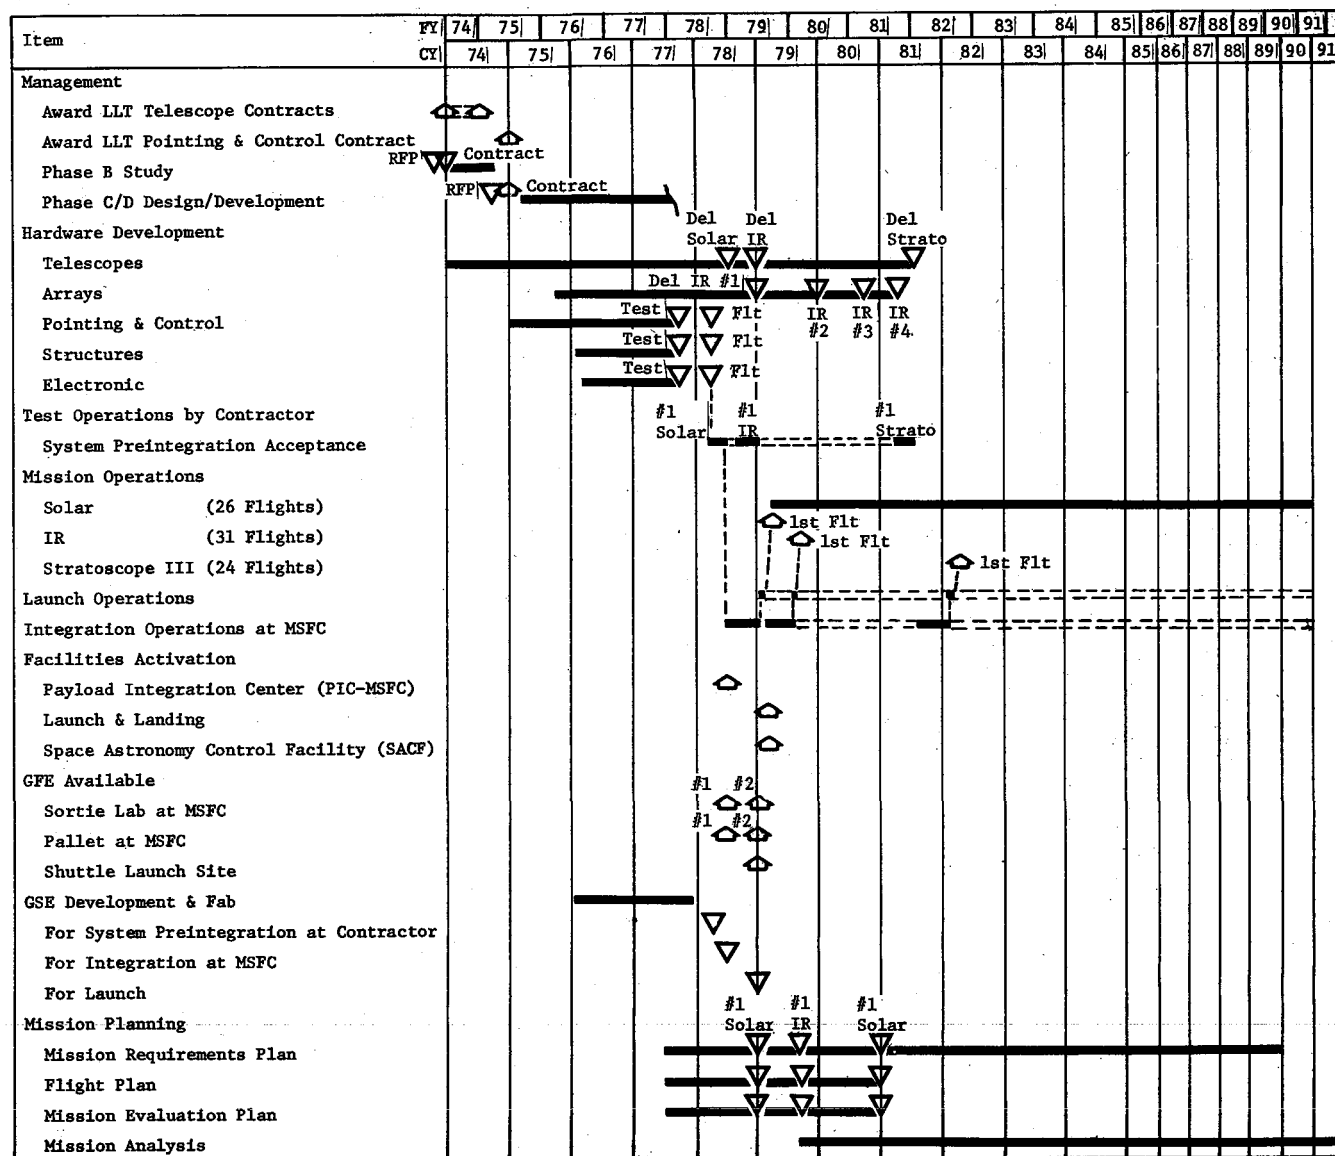 Item FY 74 75 76 77 78 79 80 81 82 83 84 85 86 87 88 89 90 91
CY 74 75 76 77 78 79 80 81 82 83 84 85 86 87 88 89 90 91
Management
Award LLT Telescope Contracts
Award LLT Pointing & Control Contract
Phase B Study RFP Contract
Phase C/D Design/Development RFP Contract
Hardware Development
Del Solar Del IR Del Strato
Telescopes
Arrays Del IR #1 IR #2 IR #3 IR #4
Pointing & Control Test Flt
Structures Test Flt
Electronic Test Flt
Test Operations by Contractor
#1 Solar #1 IR #1 Strato
System Preintegration Acceptance
Mission Operations
Solar (26 Flights)
1st Flt
IR (31 Flights) 1st Flt
Stratoscope III (24 Flights) 1st Flt
Launch Operations
Integration Operations at MSFC
Facilities Activation
Payload Integration Center (PIC-MSFC)
Launch & Landing
Space Astronomy Control Facility (SACF)
GFE Available
#1 #2
Sortie Lab at MSFC
#1 #2
Pallet at MSFC
Shuttle Launch Site
GSE Development & Fab
For System Preintegration at Contractor
For Integration at MSFC
For Launch
Mission Planning #1 Solar #1 IR #1 Solar
Mission Requirements Plan
Flight Plan
Mission Evaluation Plan
Mission Analysis